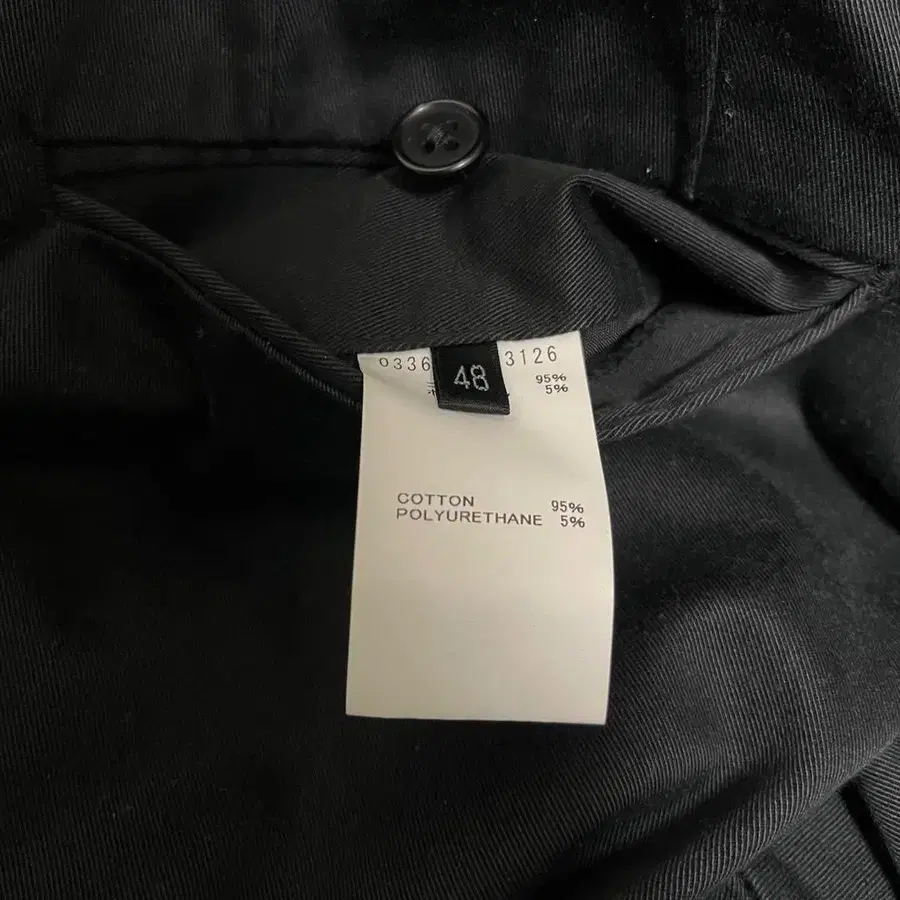 0336 3126
48
95%
5%
COTTON 95%
POLYURETHANE 5%